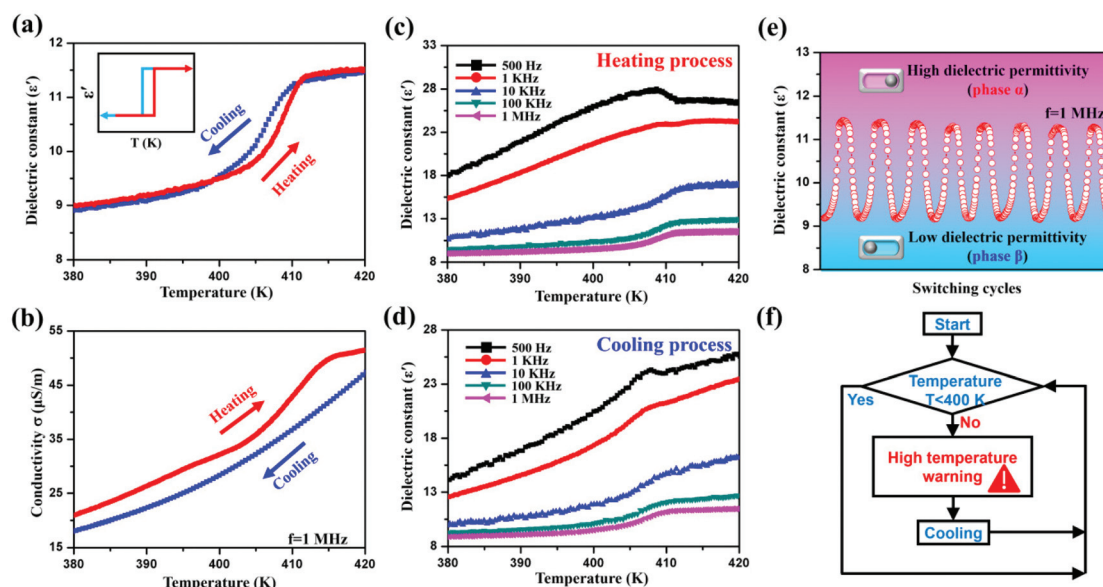 (a)
12
11
10
9
8
Dielectric constant (ε′)
ε′
T (K)
Cooling
Heating
380
390
400
410
420
Temperature (K)
(b)
55
45
35
25
15
Conductivity σ (μS/m)
Heating
Cooling
f=1 MHz
380
390
400
410
420
Temperature (K)
(c)
33
28
23
18
13
8
Dielectric constant (ε′)
500 Hz
1 KHz
10 KHz
100 KHz
1 MHz
Heating process
380
390
400
410
420
Temperature (K)
(d)
28
23
18
13
8
Dielectric constant (ε′)
500 Hz
1 KHz
10 KHz
100 KHz
1 MHz
Cooling process
380
390
400
410
420
Temperature (K)
(e)
13
12
11
10
9
8
Dielectric constant (ε′)
High dielectric permittivity
(phase α)
f=1 MHz
Low dielectric permittivity
(phase β)
Switching cycles
(f)
Start
Temperature
T<400 K
Yes
No
High temperature
warning
!
Cooling